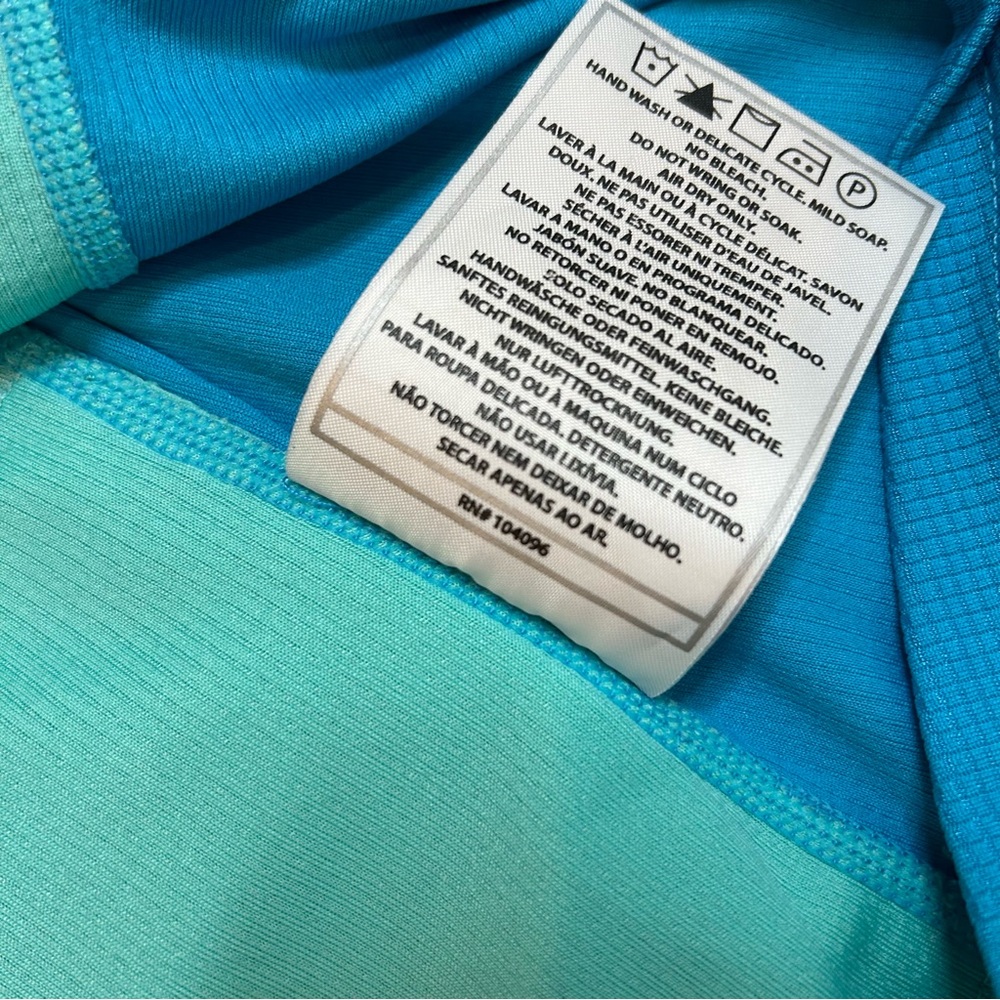 P
HAND WASH OR DELICATE CYCLE. MILD SOAP.
NO BLEACH.
DO NOT WRING OR SOAK.
AIR DRY ONLY.
LAVER À LA MAIN OU À CYCLE DÉLICAT. SAVON
DOUX. NE PAS UTILISER D'EAU DE JAVEL.
NE PAS ESSORER NI TREMPER.
SÉCHER À L'AIR UNIQUEMENT.
LAVAR A MANO O EN PROGRAMA DELICADO.
JABÓN SUAVE. NO BLANQUEAR.
NO RETORCER NI PONER EN REMOJO.
SOLO SECADO AL AIRE.
HANDWÄSCHE ODER FEINWASCHGANG.
SANFTES REINIGUNGSMITTEL. KEINE BLEICHE.
NICHT WRINGEN ODER EINWEICHEN.
NUR LUFTTROCKNUNG.
LAVAR À MÃO OU À MAQUINA NUM CICLO
PARA ROUPA DELICADA. DETERGENTE NEUTRO.
NÃO USAR LIXÍVIA.
NÃO TORCER NEM DEIXAR DE MOLHO.
SECAR APENAS AO AR.
RN# 104096